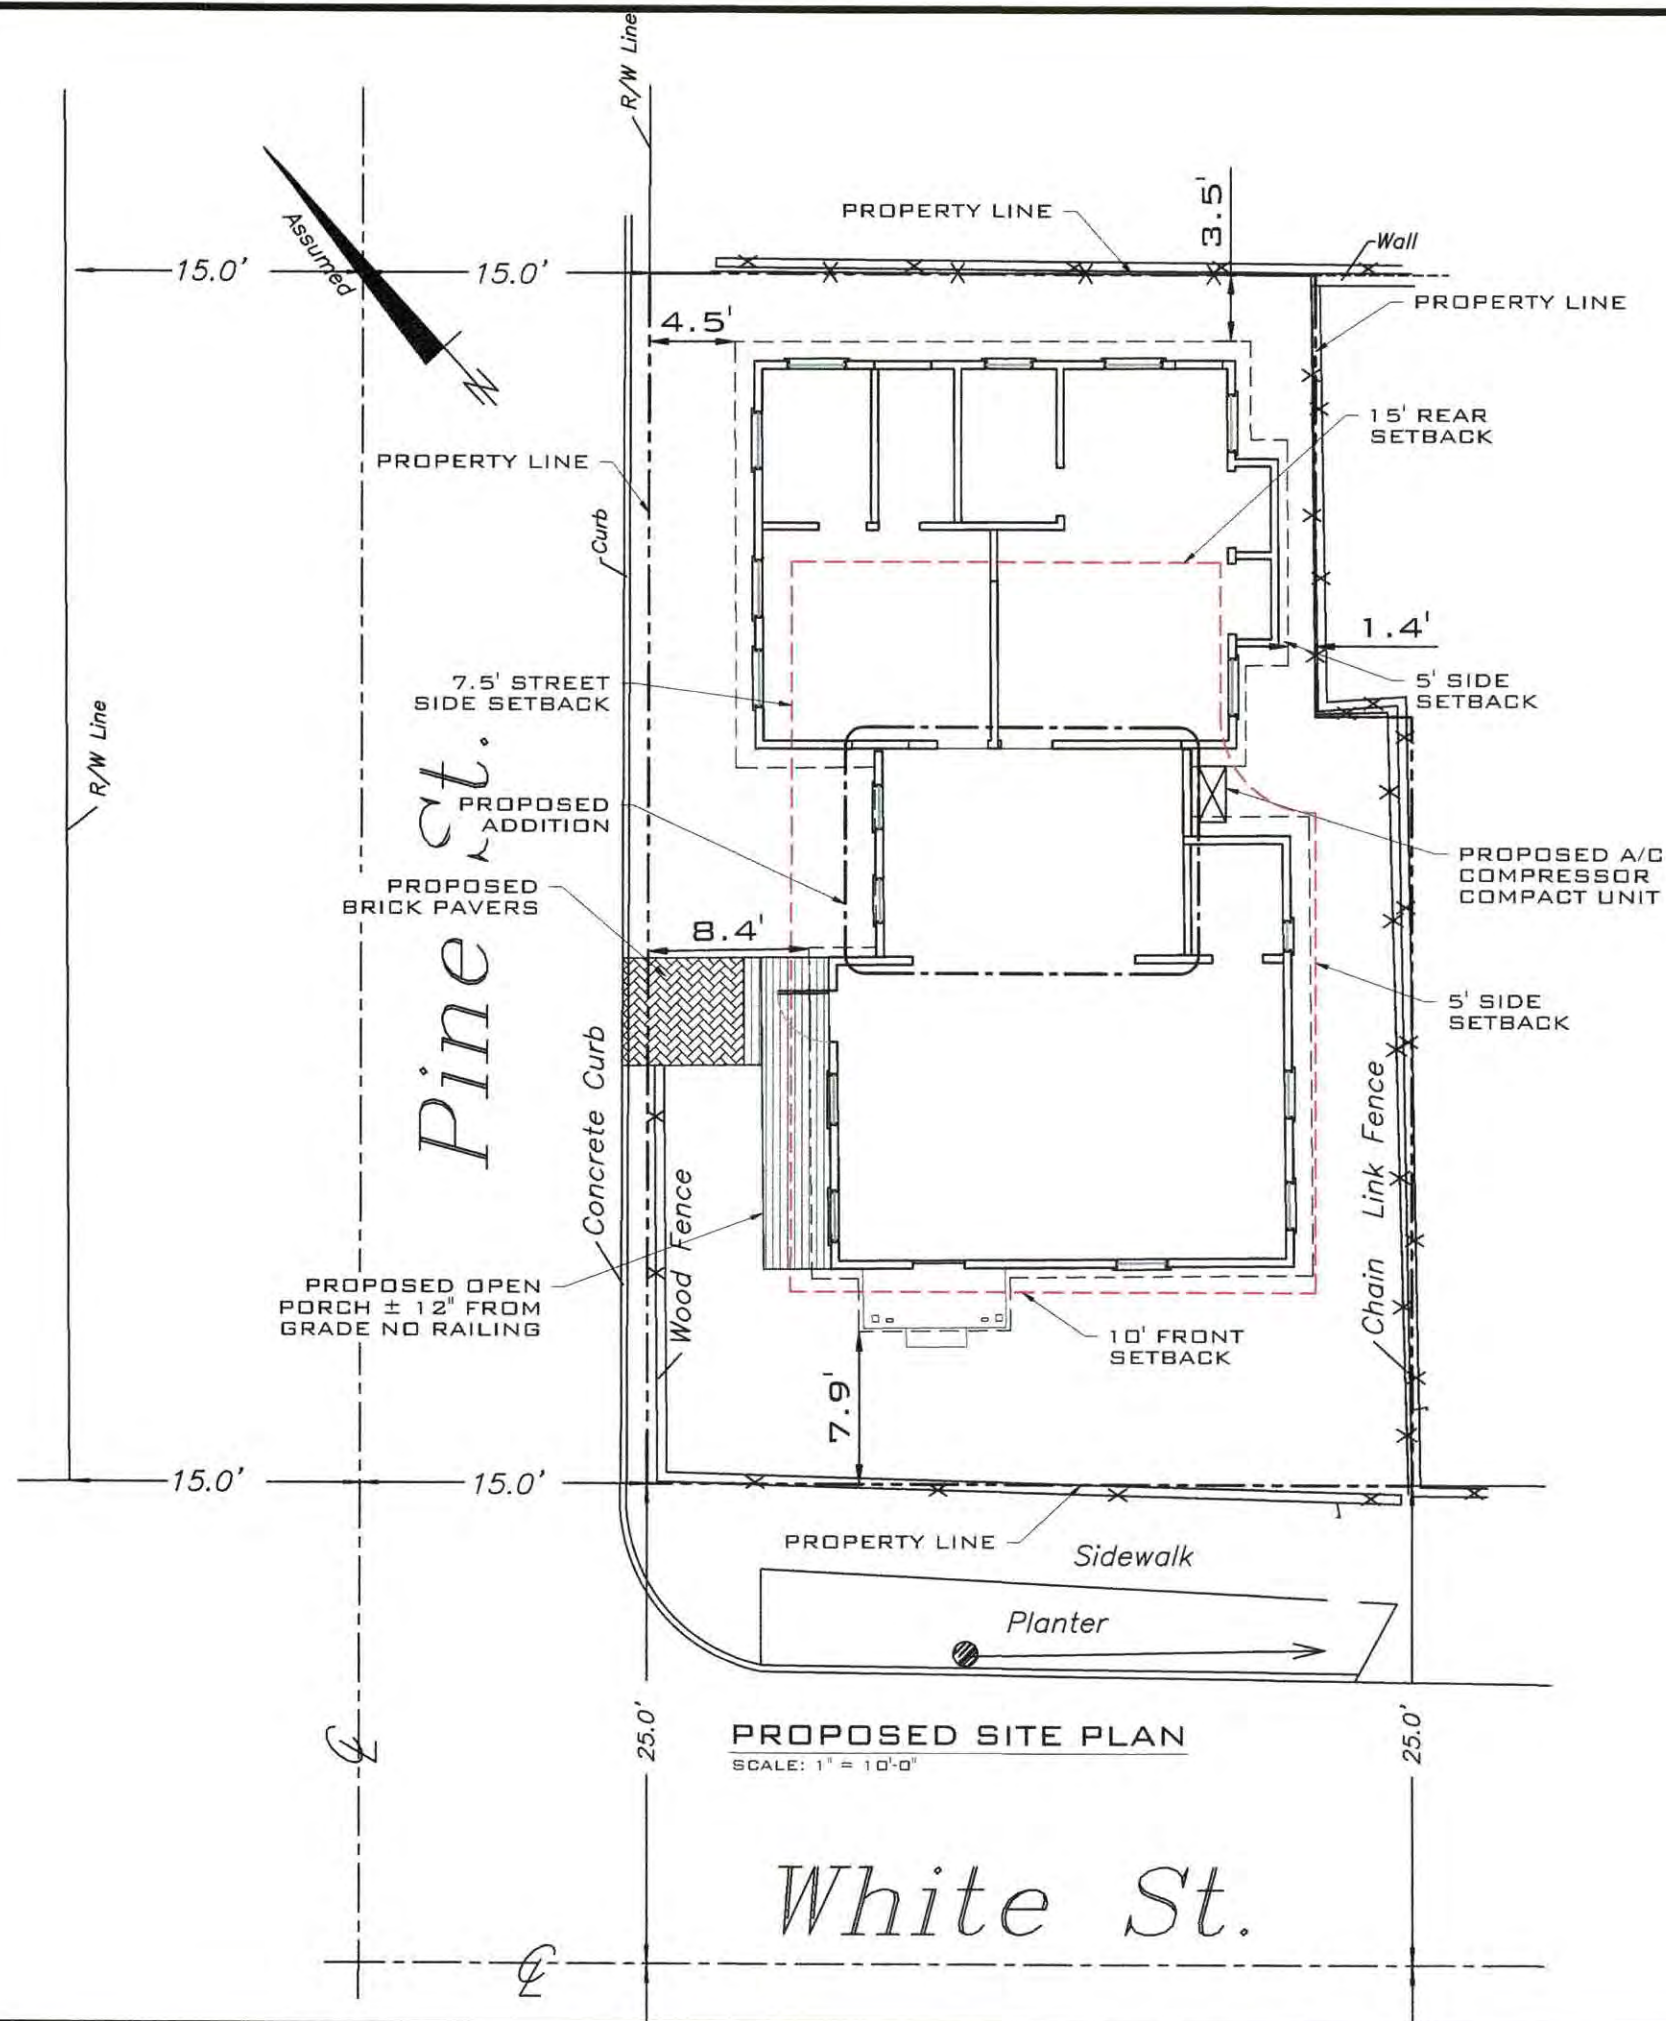 R/W Line
PROPERTY LINE
3.5'
Wall
15.0'
Assumed
15.0'
N
4.5'
PROPERTY LINE
15' REAR
SETBACK
PROPERTY LINE
Curb
1.4'
5' SIDE
SETBACK
7.5' STREET
SIDE SETBACK
R/W Line
Pine St.
PROPOSED
ADDITION
PROPOSED A/C
COMPRESSOR
COMPACT UNIT
PROPOSED
BRICK PAVERS
8.4'
5' SIDE
SETBACK
Concrete Curb
Wood Fence
Chain Link Fence
PROPOSED OPEN
PORCH ± 12" FROM
GRADE NO RAILING
10' FRONT
SETBACK
7.9'
15.0'
15.0'
PROPERTY LINE
Sidewalk
Planter
25.0'
25.0'
PROPOSED SITE PLAN
SCALE: 1" = 10'-0"
℄
White St.
℄